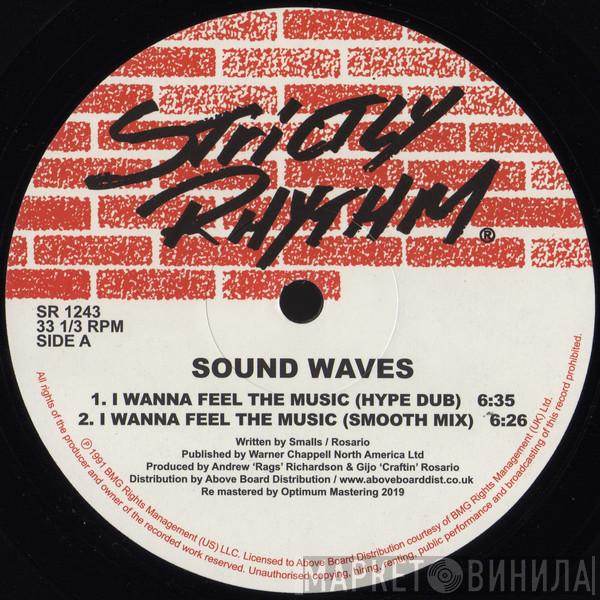 STRICTLY
RHYTHM
®
SR 1243
33 1/3 RPM
SIDE A
SOUND WAVES
1. I WANNA FEEL THE MUSIC (HYPE DUB) 6:35
2. I WANNA FEEL THE MUSIC (SMOOTH MIX) 6:26
Written by Smalls / Rosario
Published by Warner Chappell North America Ltd
Produced by Andrew ‘Rags’ Richardson & Gijo ‘Craftin’ Rosario
Distribution by Above Board Distribution / www.aboveboarddist.co.uk
Re mastered by Optimum Mastering 2019
℗ 1991 BMG Rights Management (US) LLC. Licensed to Above Board Distribution courtesy of BMG Rights Management (UK) Ltd.
All rights of the producer and owner of the recorded work reserved. Unauthorised copying, hiring, renting, public performance and broadcasting of this record prohibited.
МАРКЕТ ВИНИЛА